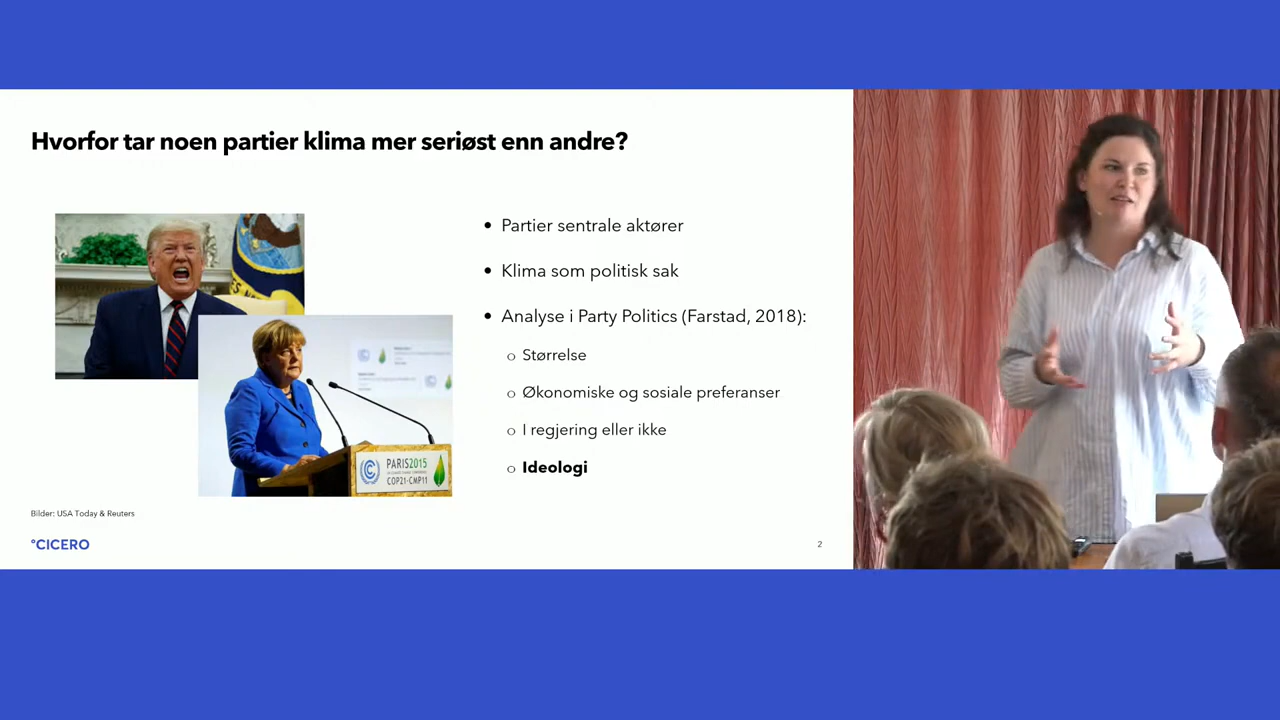 Hvorfor tar noen partier klima mer seriøst enn andre?
• Partier sentrale aktører
• Klima som politisk sak
• Analyse i Party Politics (Farstad, 2018):
o Størrelse
o Økonomiske og sosiale preferanser
o I regjering eller ikke
o Ideologi
PARIS2015
COP21·CMP11
Bilder: USA Today & Reuters
°CICERO
2